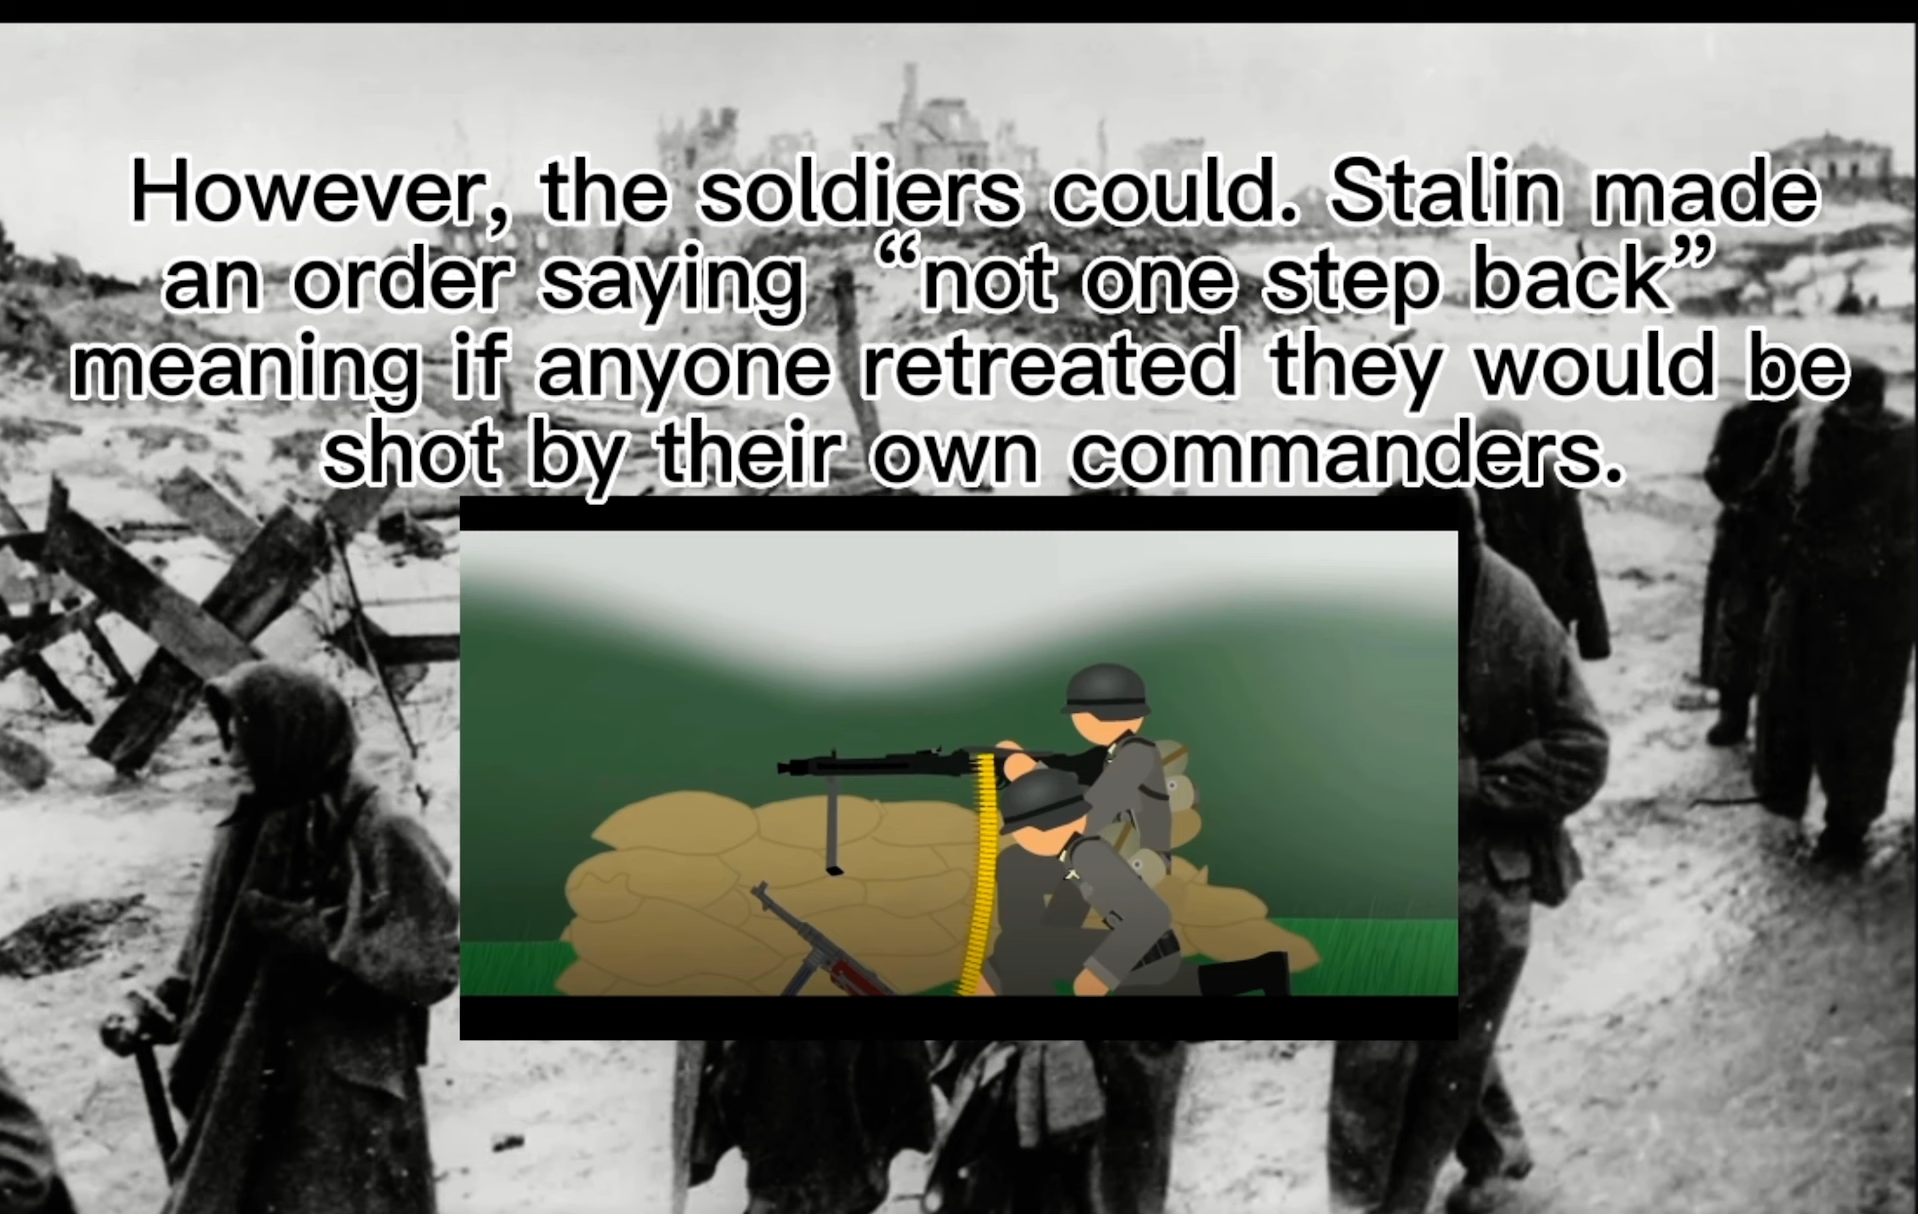 However, the soldiers could. Stalin made
an order saying “not one step back”
meaning if anyone retreated they would be
shot by their own commanders.